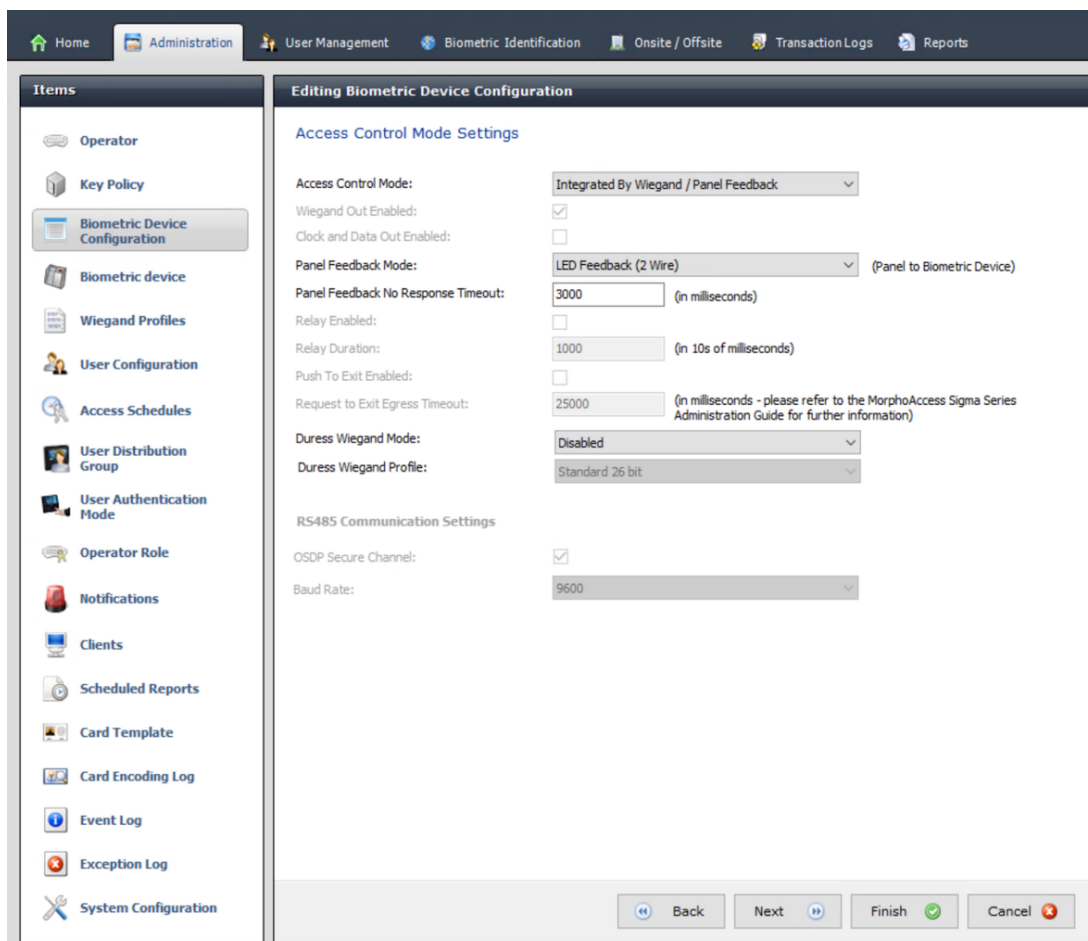 Home
Administration
User Management
Biometric Identification
Onsite / Offsite
Transaction Logs
Reports
Items
Operator
Key Policy
Biometric Device
Configuration
Biometric device
Wiegand Profiles
User Configuration
Access Schedules
User Distribution
Group
User Authentication
Mode
Operator Role
Notifications
Clients
Scheduled Reports
Card Template
Card Encoding Log
Event Log
Exception Log
System Configuration
Editing Biometric Device Configuration
Access Control Mode Settings
Access Control Mode: Integrated By Wiegand / Panel Feedback
Wiegand Out Enabled:
Clock and Data Out Enabled:
Panel Feedback Mode: LED Feedback (2 Wire) (Panel to Biometric Device)
Panel Feedback No Response Timeout: 3000 (in milliseconds)
Relay Enabled:
Relay Duration: 1000 (in 10s of milliseconds)
Push To Exit Enabled:
Request to Exit Egress Timeout: 25000 (in milliseconds - please refer to the MorphoAccess Sigma Series
Administration Guide for further information)
Duress Wiegand Mode: Disabled
Duress Wiegand Profile: Standard 26 bit
RS485 Communication Settings
OSDP Secure Channel:
Baud Rate: 9600
Back
Next
Finish
Cancel